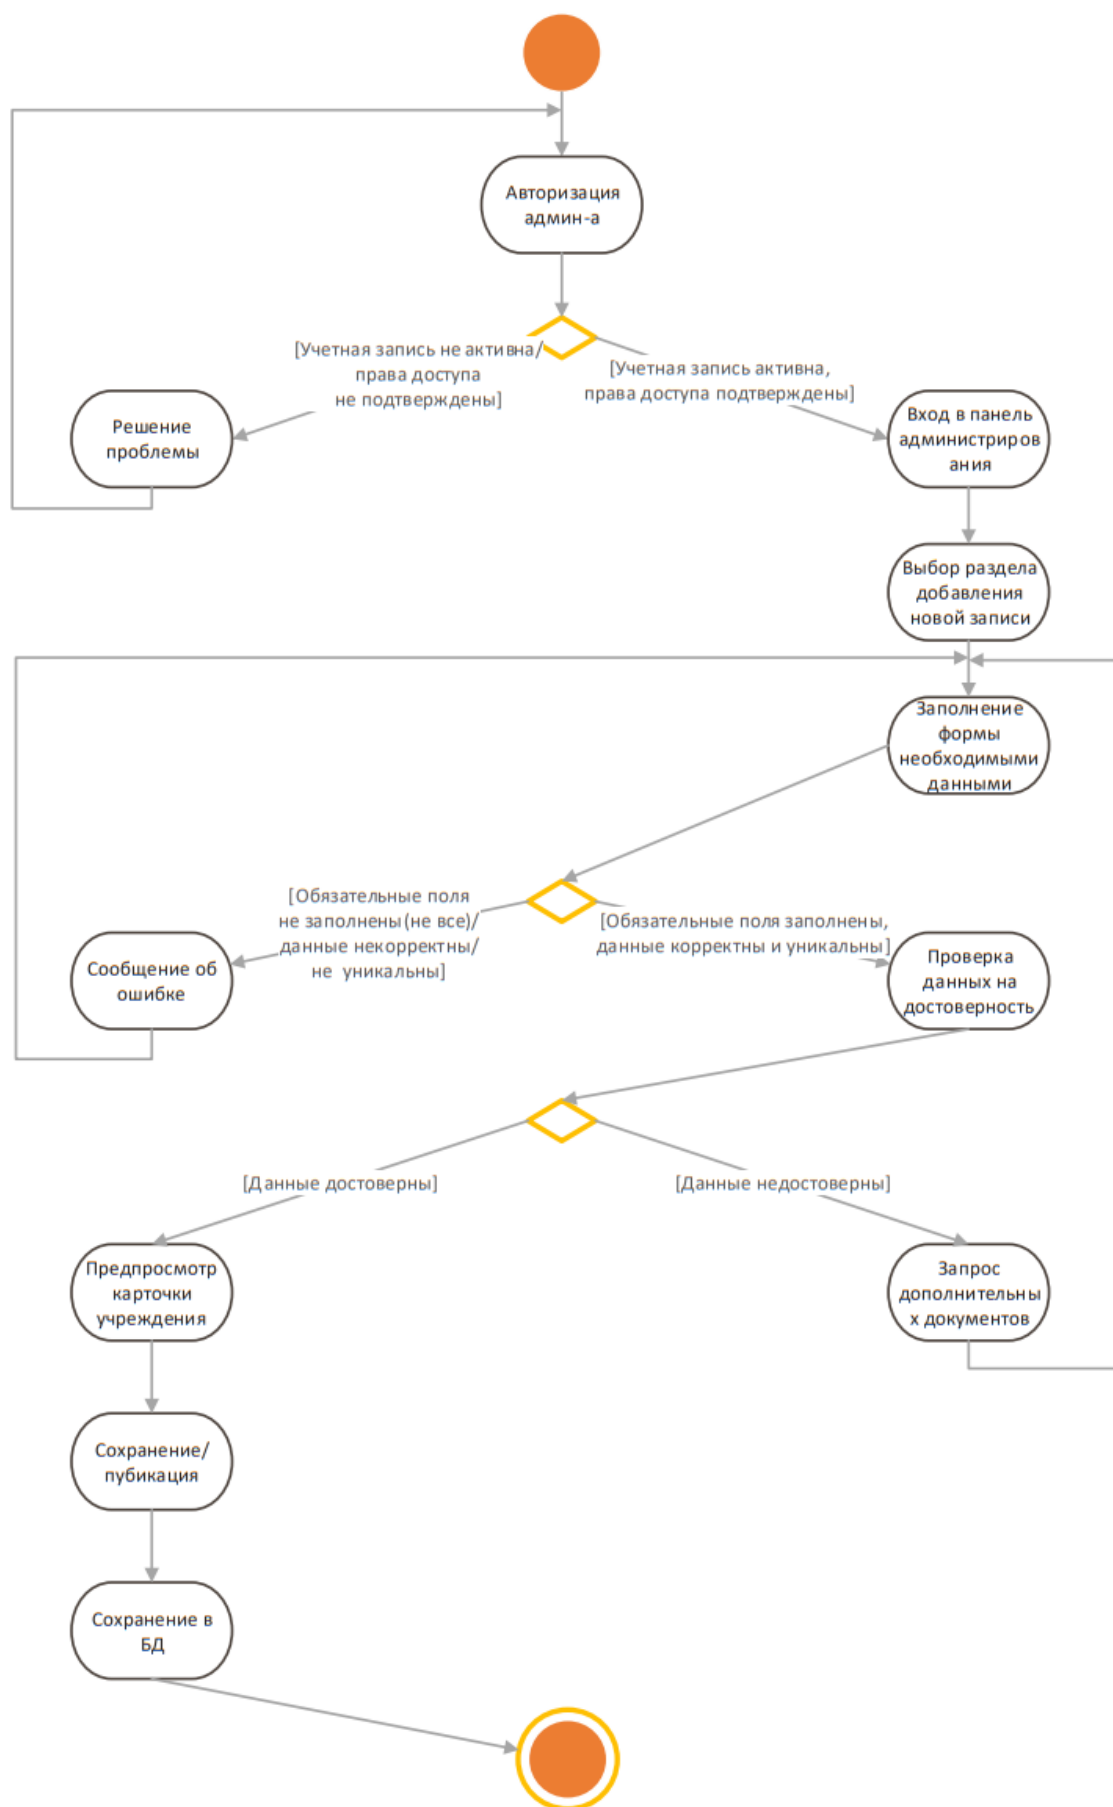 Авторизация
админ-а
[Учетная запись не активна/
права доступа
не подтверждены]
[Учетная запись активна,
права доступа подтверждены]
Решение
проблемы
Вход в панель
администриров
ания
Выбор раздела
добавления
новой записи
Заполнение
формы
необходимыми
данными
[Обязательные поля
не заполнены(не все)/
данные некорректны/
не уникальны]
[Обязательные поля заполнены,
данные корректны и уникальны]
Сообщение об
ошибке
Проверка
данных на
достоверность
[Данные достоверны]
[Данные недостоверны]
Предпросмотр
карточки
учреждения
Запрос
дополнительны
х документов
Сохранение/
пубикация
Сохранение в
БД